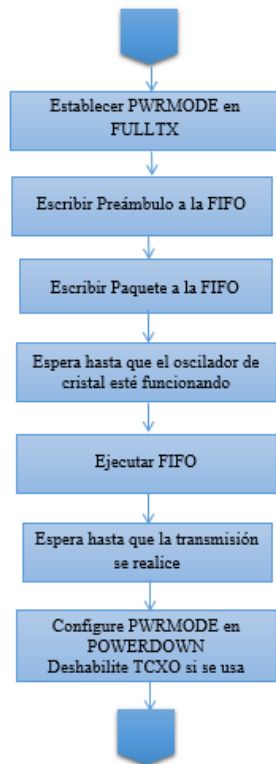 Establecer PWRMODE en
FULLTX
Escribir Preámbulo a la FIFO
Escribir Paquete a la FIFO
Espera hasta que el oscilador de
cristal esté funcionando
Ejecutar FIFO
Espera hasta que la transmisión
se realice
Configure PWRMODE en
POWERDOWN
Deshabilite TCXO si se usa